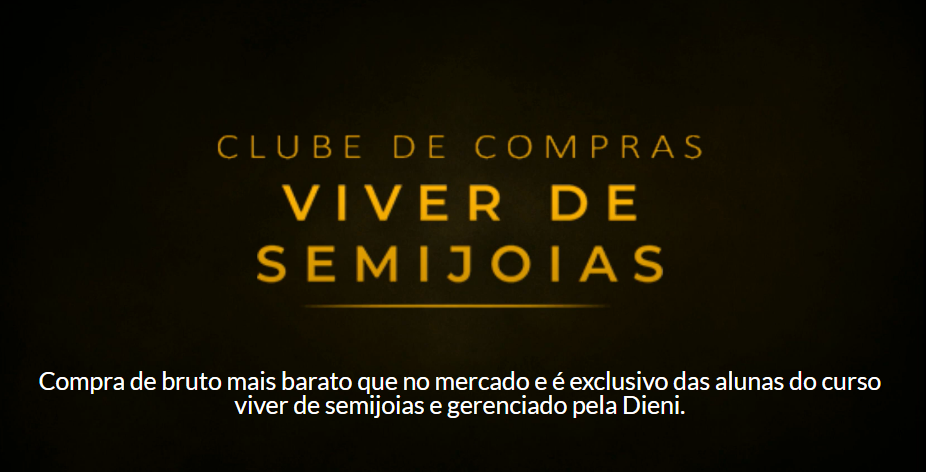 CLUBE DE COMPRAS
VIVER DE
SEMIJOIAS
Compra de bruto mais barato que no mercado e é exclusivo das alunas do curso
viver de semijoias e gerenciado pela Dieni.